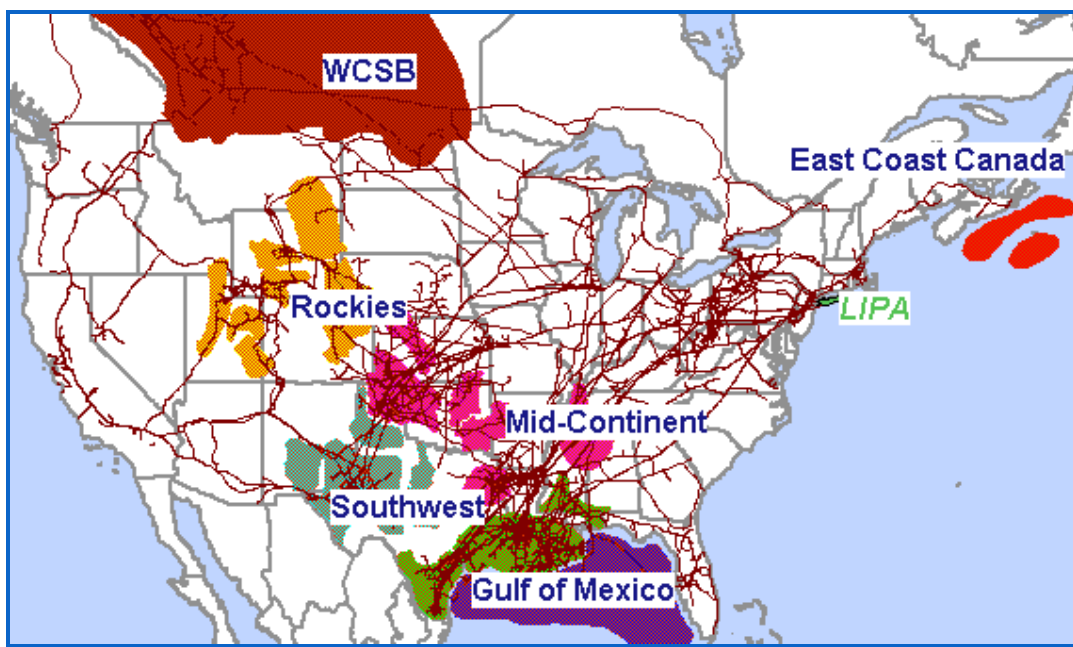 WCSB
East Coast Canada
Rockies
LIPA
Mid-Continent
Southwest
Gulf of Mexico